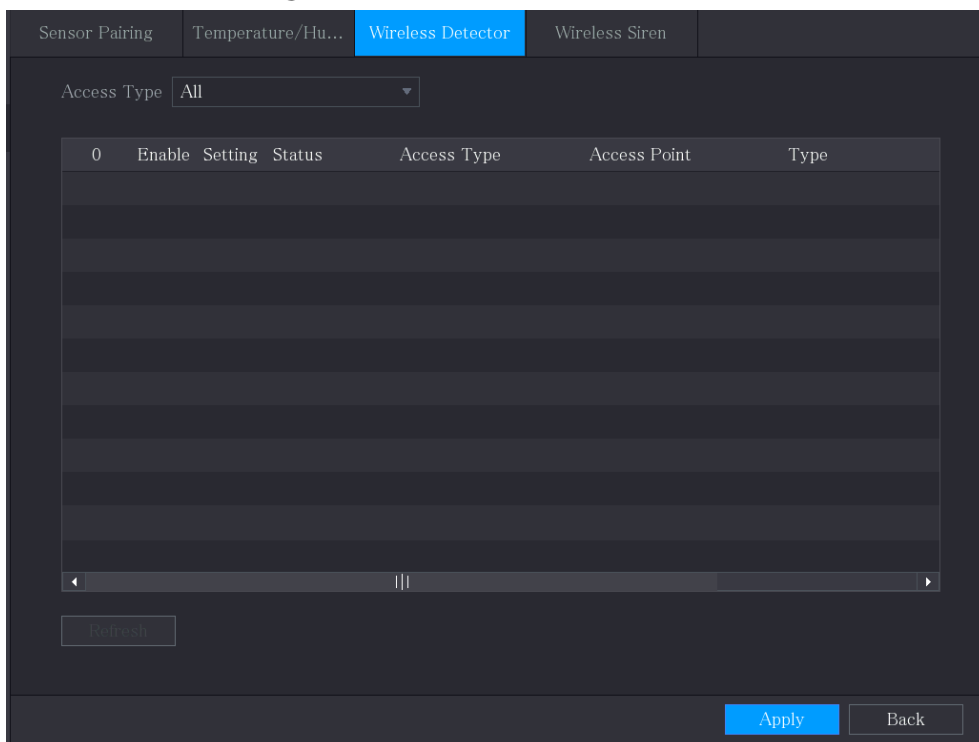 Sensor Pairing Temperature/Hu... Wireless Detector Wireless Siren
Access Type All
0 Enable Setting Status Access Type Access Point Type
Refresh
Apply Back